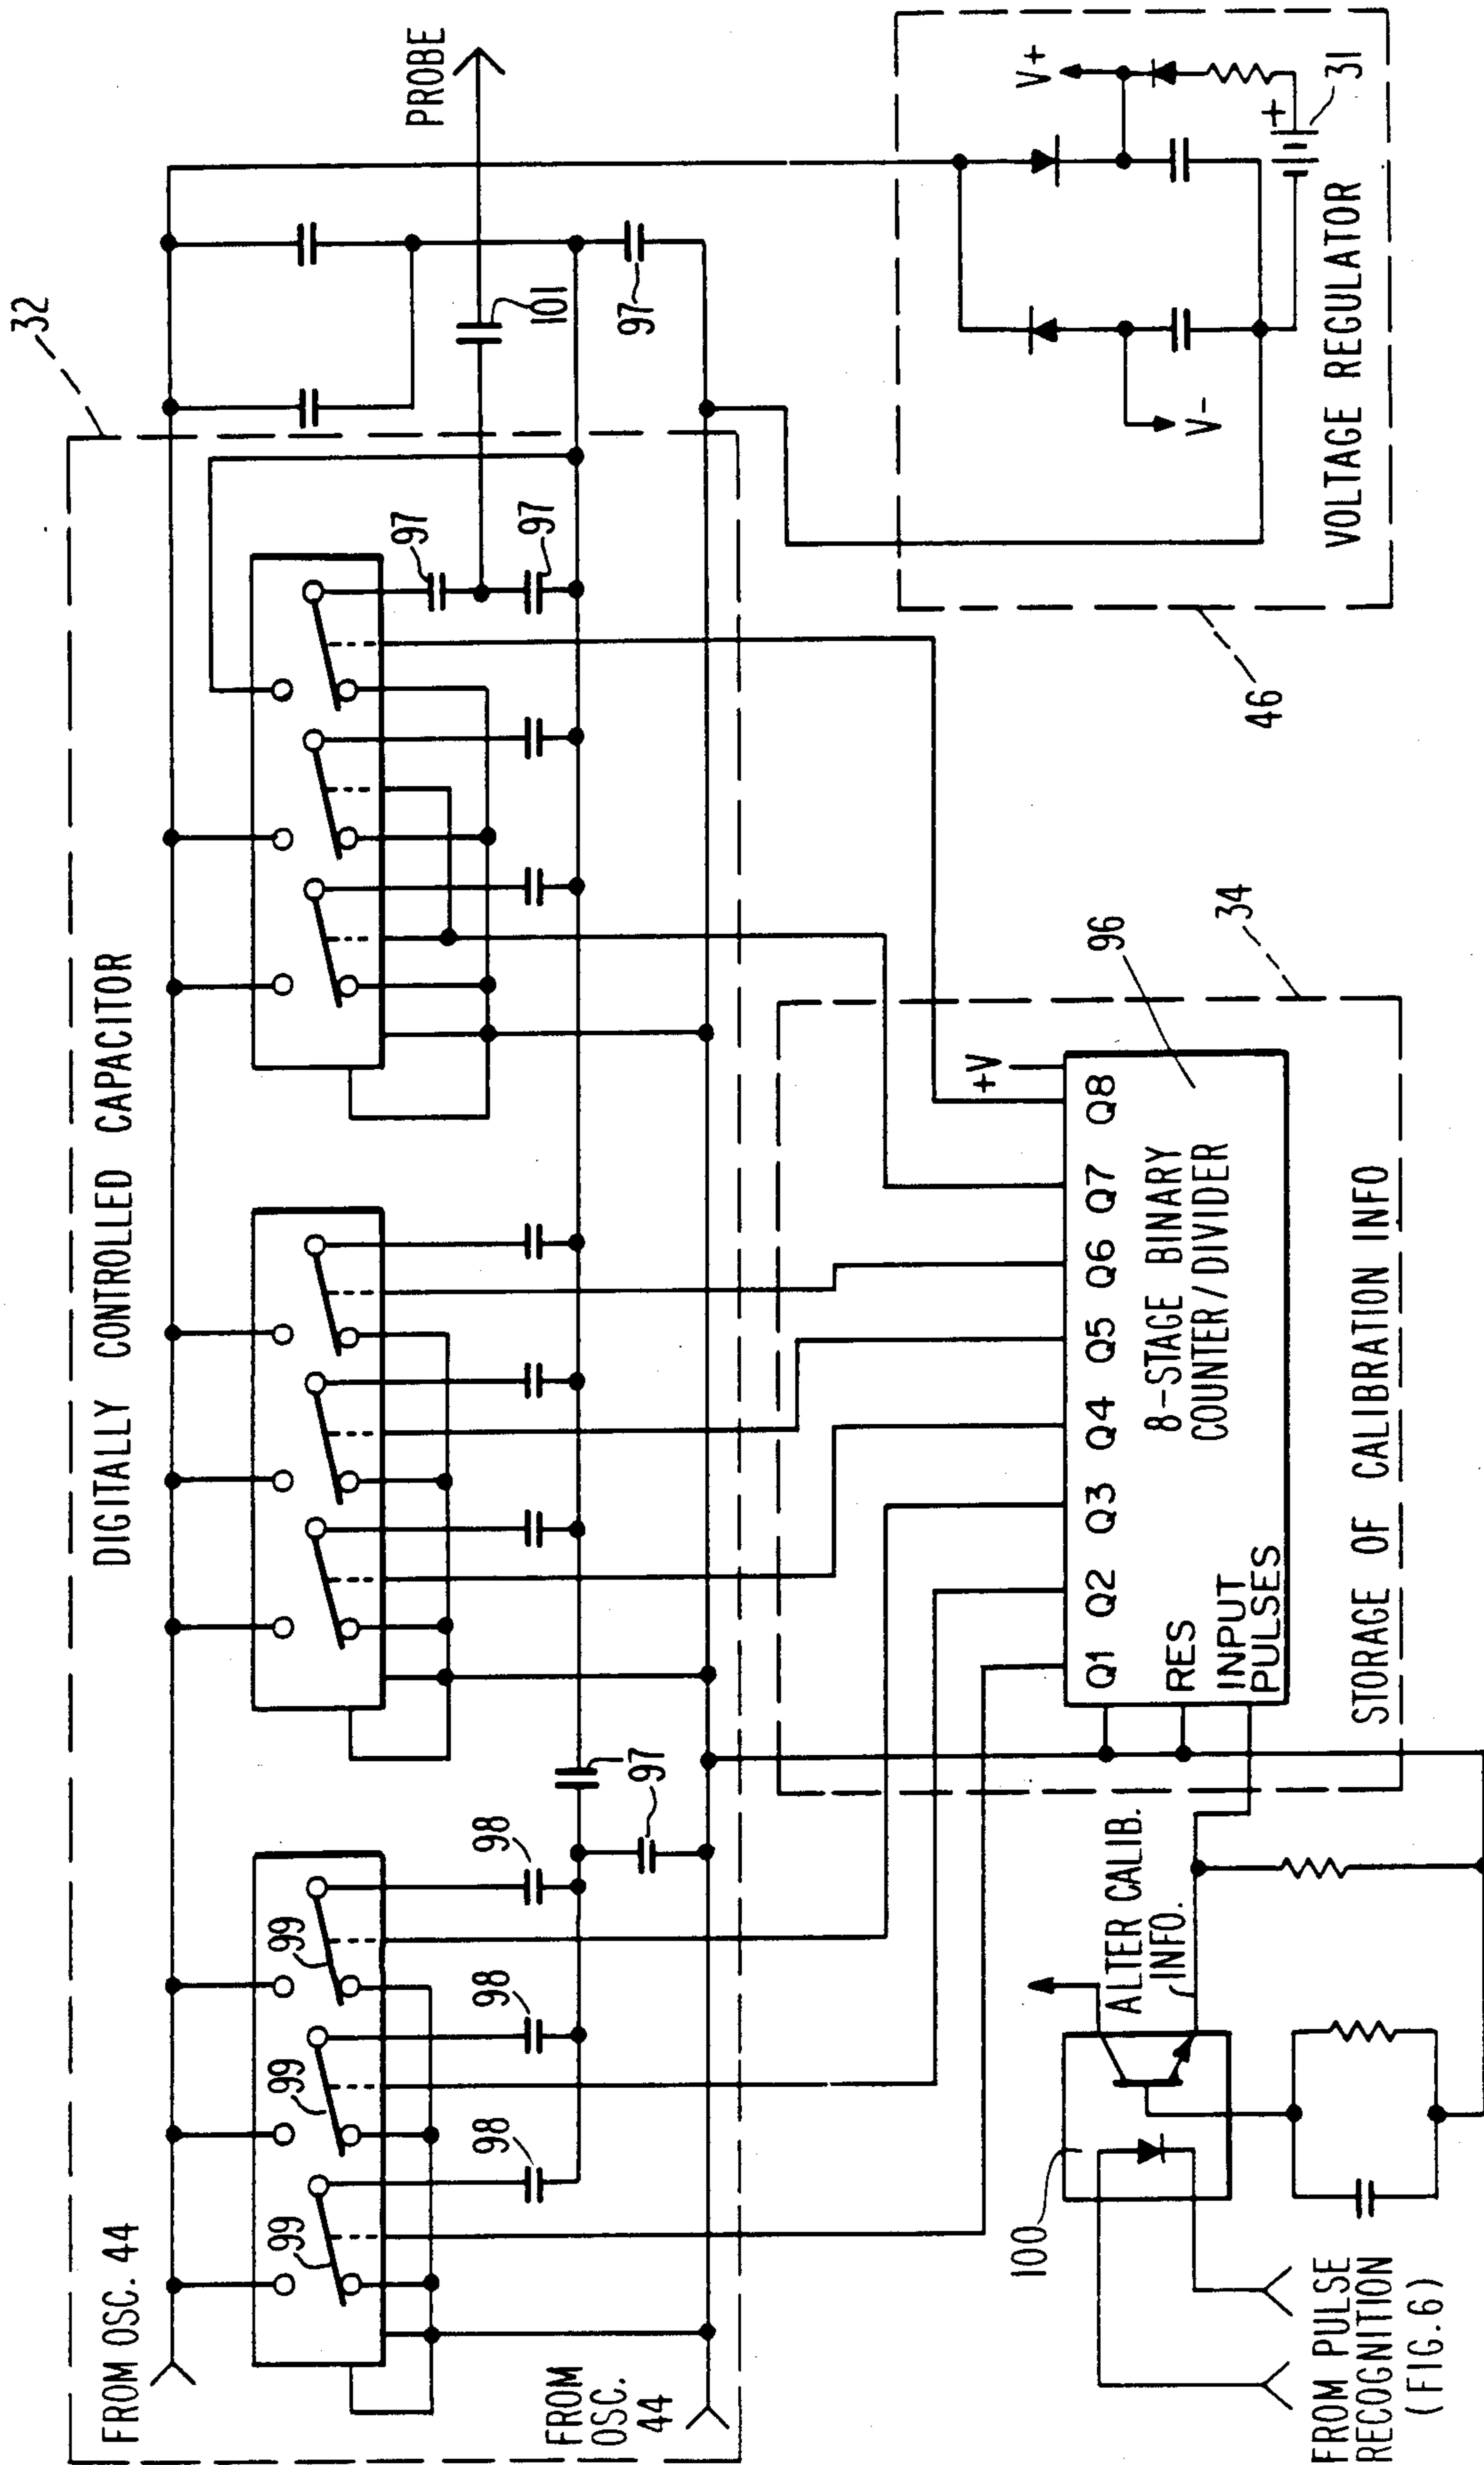 32
DIGITALLY CONTROLLED CAPACITOR
FROM OSC. 44
PROBE
99
99
99
98
98
98
97
97
97
97
101
97
FROM
OSC.
44
V+
V-
+
31
VOLTAGE REGULATOR
46
34
96
+V
Q1
Q2
Q3
Q4
Q5
Q6
Q7
Q8
RES
INPUT
PULSES
8-STAGE BINARY
COUNTER/DIVIDER
STORAGE OF CALIBRATION INFO
ALTER CALIB.
INFO.
100
FROM PULSE
RECOGNITION
(FIG.6)